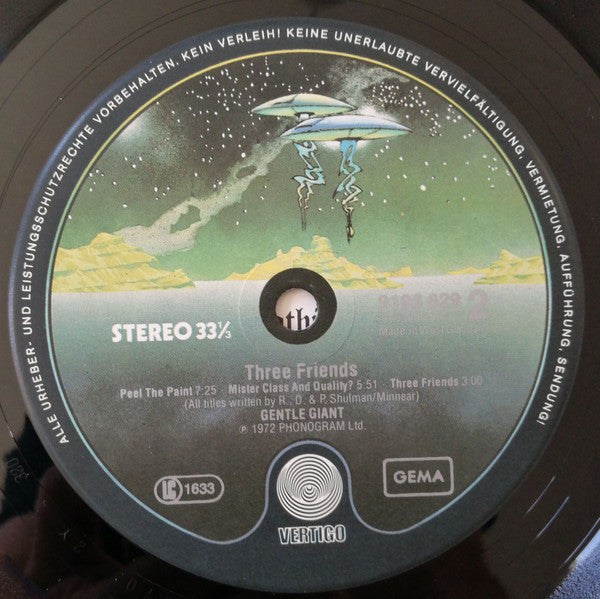 ALLE URHEBER- UND LEISTUNGSSCHUTZRECHTE VORBEHALTEN. KEIN VERLEIH! KEINE UNERLAUBTE VERVIELFÄLTIGUNG, VERMIETUNG, AUFFÜHRUNG, SENDUNG!
STEREO 33⅓
Three Friends
Peel The Paint 7:25 · Mister Class And Quality? 5:51 · Three Friends 3:00
(All titles written by R., D. & P. Shulman/Minnear)
GENTLE GIANT
℗ 1972 PHONOGRAM Ltd.
LC 1633
GEMA
VERTIGO